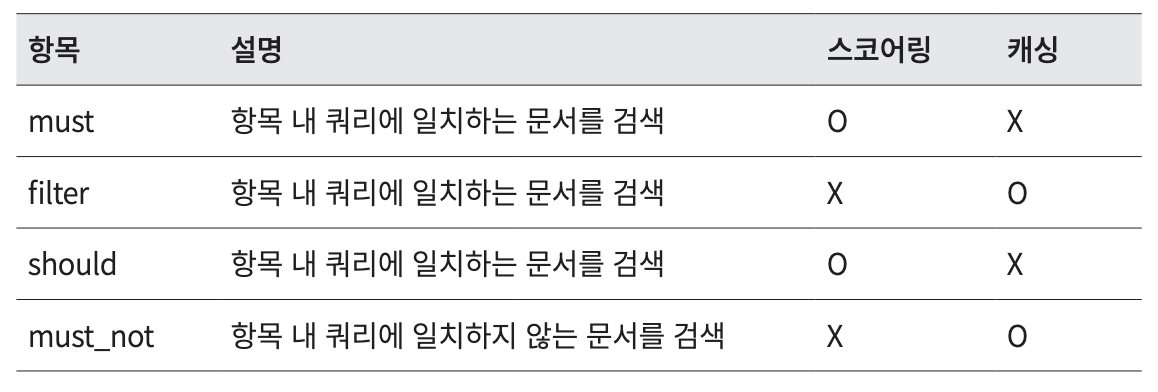 항목 설명 스코어링 캐싱
must 항목 내 쿼리에 일치하는 문서를 검색 O X
filter 항목 내 쿼리에 일치하는 문서를 검색 X O
should 항목 내 쿼리에 일치하는 문서를 검색 O X
must_not 항목 내 쿼리에 일치하지 않는 문서를 검색 X O